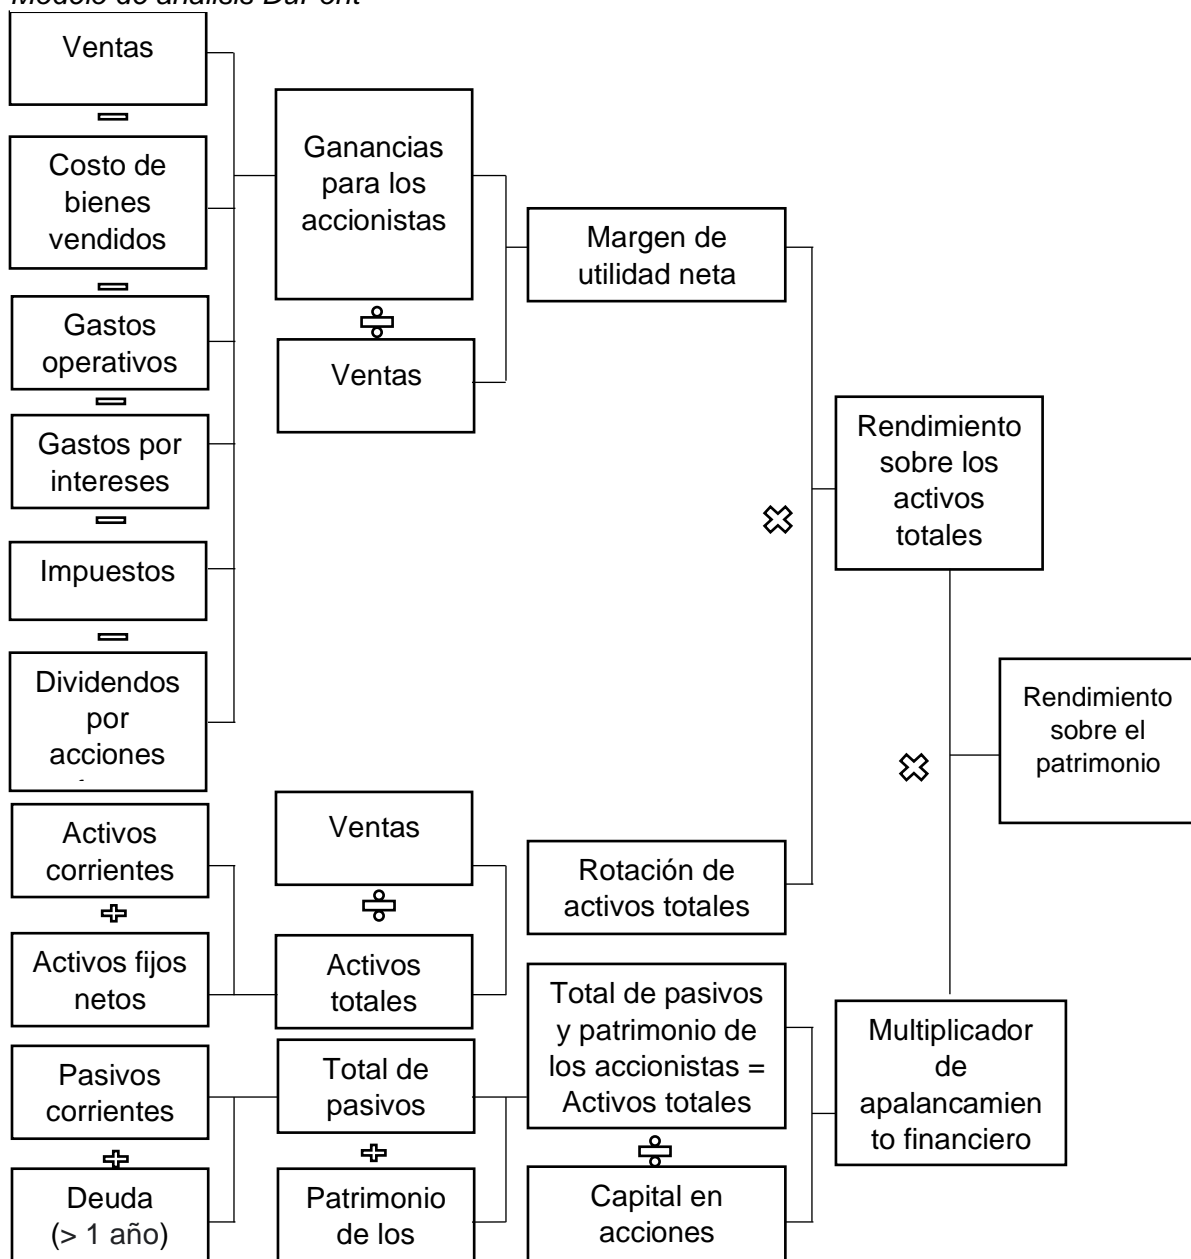 Modelo de análisis DuPont
Ventas
Costo de
bienes
vendidos
Gastos
operativos
Gastos por
intereses
Impuestos
Dividendos
por
acciones
Ganancias
para los
accionistas
Ventas
Margen de
utilidad neta
Rendimiento
sobre los
activos
totales
Rendimiento
sobre el
patrimonio
Activos
corrientes
Activos fijos
netos
Ventas
Activos
totales
Rotación de
activos totales
Pasivos
corrientes
Deuda
(> 1 año)
Total de
pasivos
Patrimonio
de los
Total de pasivos
y patrimonio de
los accionistas =
Activos totales
Capital en
acciones
Multiplicador
de
apalancamien
to financiero